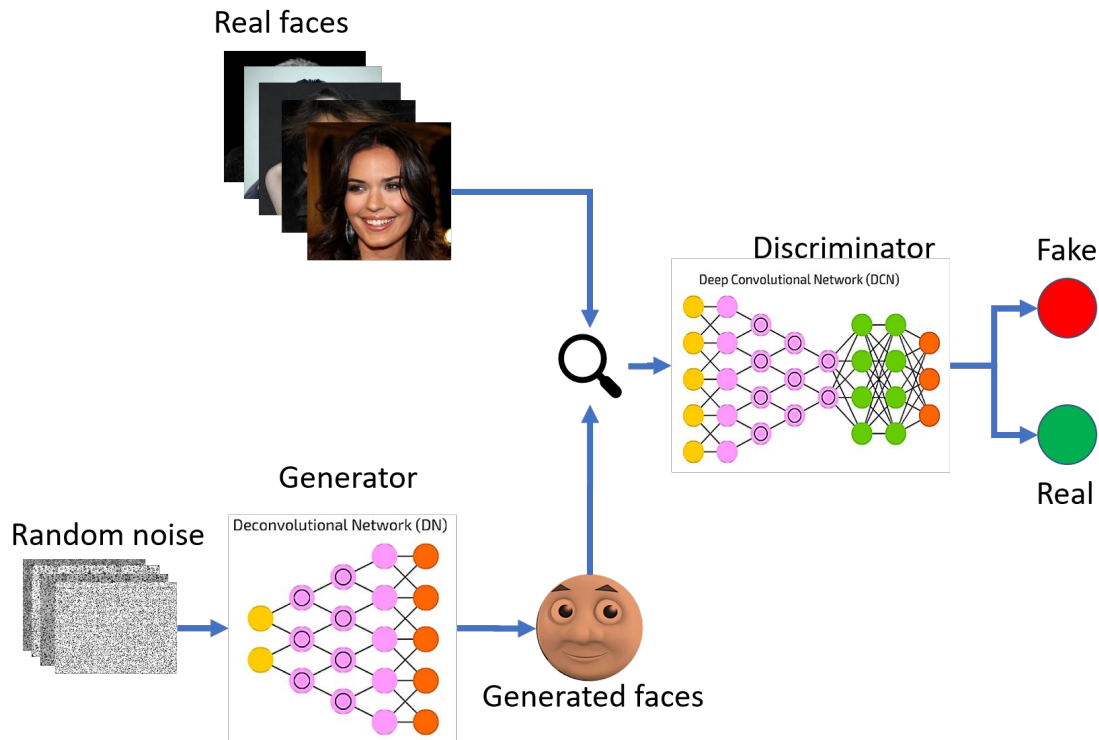 Real faces
Discriminator
Fake
Deep Convolutional Network (DCN)
Generator
Real
Random noise
Deconvolutional Network (DN)
Generated faces